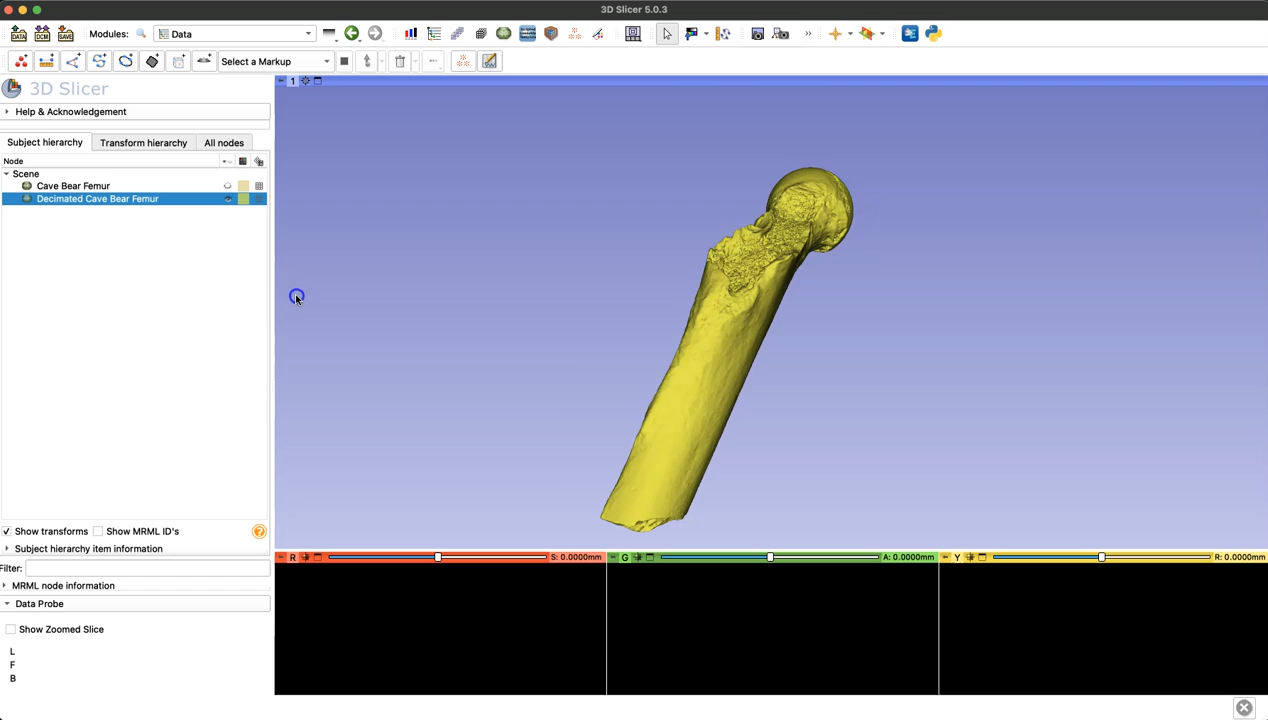 3D Slicer 5.0.3
DATA
DCM
SAVE
Modules:
Data
Select a Markup
3D Slicer
1
Help & Acknowledgement
Subject hierarchy
Transform hierarchy
All nodes
Node
Scene
Cave Bear Femur
Decimated Cave Bear Femur
Show transforms
Show MRML ID's
?
Subject hierarchy item information
R
S: 0.0000mm
G
A: 0.0000mm
Y
R: 0.0000mm
Filter:
MRML node information
Data Probe
Show Zoomed Slice
L
F
B